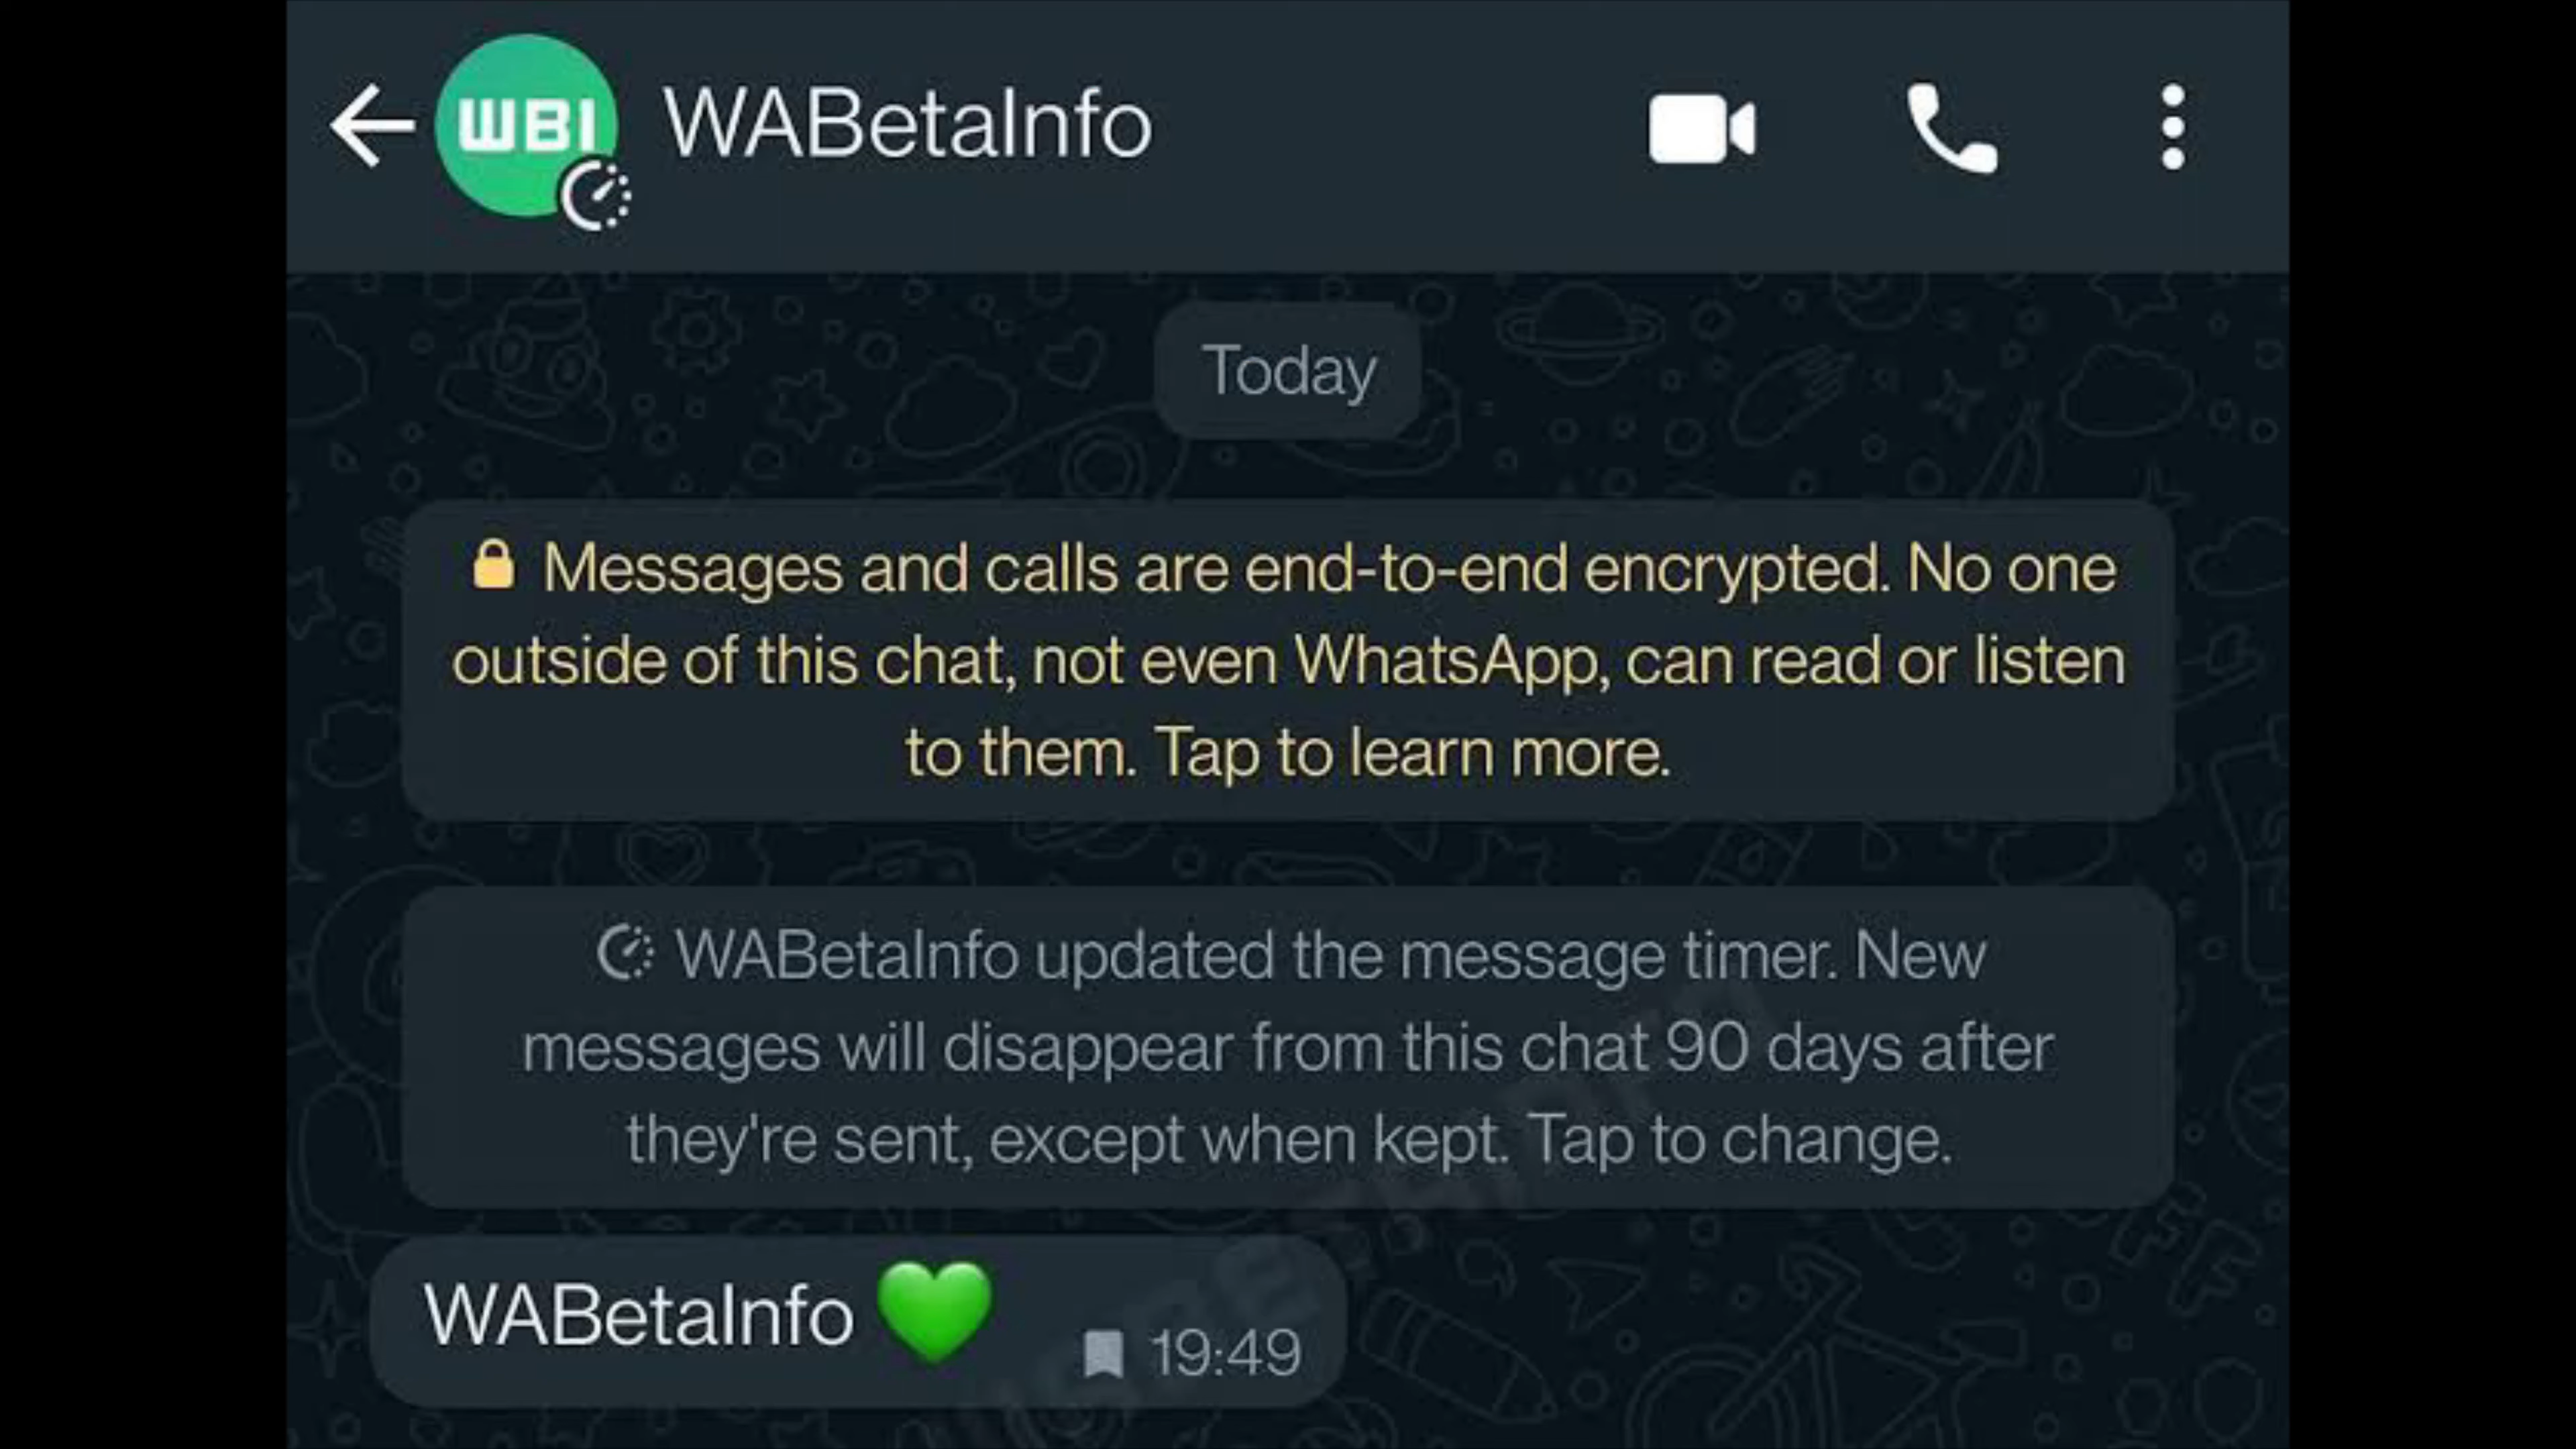 WBI
WABetaInfo
Today
🔒 Messages and calls are end-to-end encrypted. No one
outside of this chat, not even WhatsApp, can read or listen
to them. Tap to learn more.
WABetaInfo updated the message timer. New
messages will disappear from this chat 90 days after
they're sent, except when kept. Tap to change.
WABetaInfo 💚
19:49